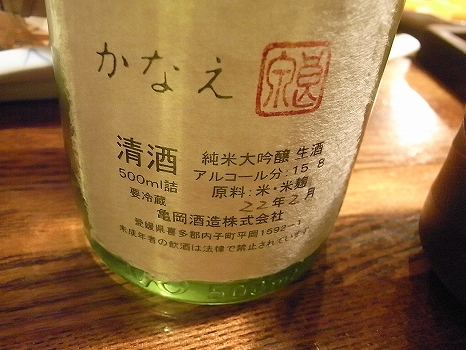 かなえ
清酒 純米大吟醸 生酒
500ml詰 アルコール分:15.8
要冷蔵 原料:米・米麹
22年2月
亀岡酒造株式会社
愛媛県喜多郡内子町平岡1592-1
未成年者の飲酒は法律で禁止されています